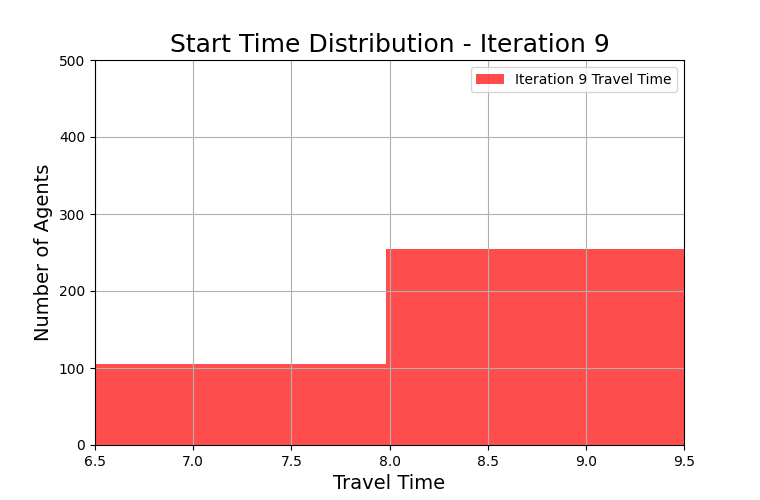 Start Time Distribution - Iteration 9
500
Iteration 9 Travel Time
400
300
200
100
0
Number of Agents
6.5 7.0 7.5 8.0 8.5 9.0 9.5
Travel Time